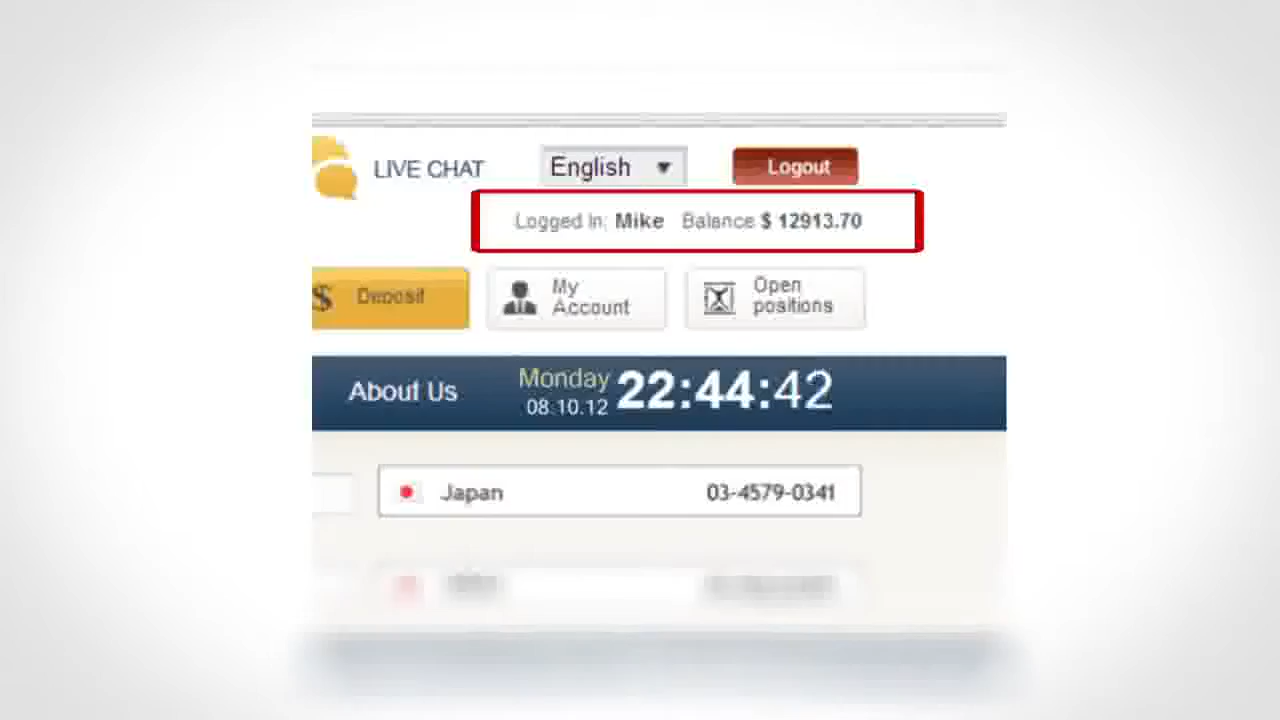 LIVE CHAT English Logout
Logged In: Mike Balance $ 12913.70
$ Deposit
My
Account
Open
positions
About Us
Monday
08.10.12
22:44:42
Japan 03-4579-0341